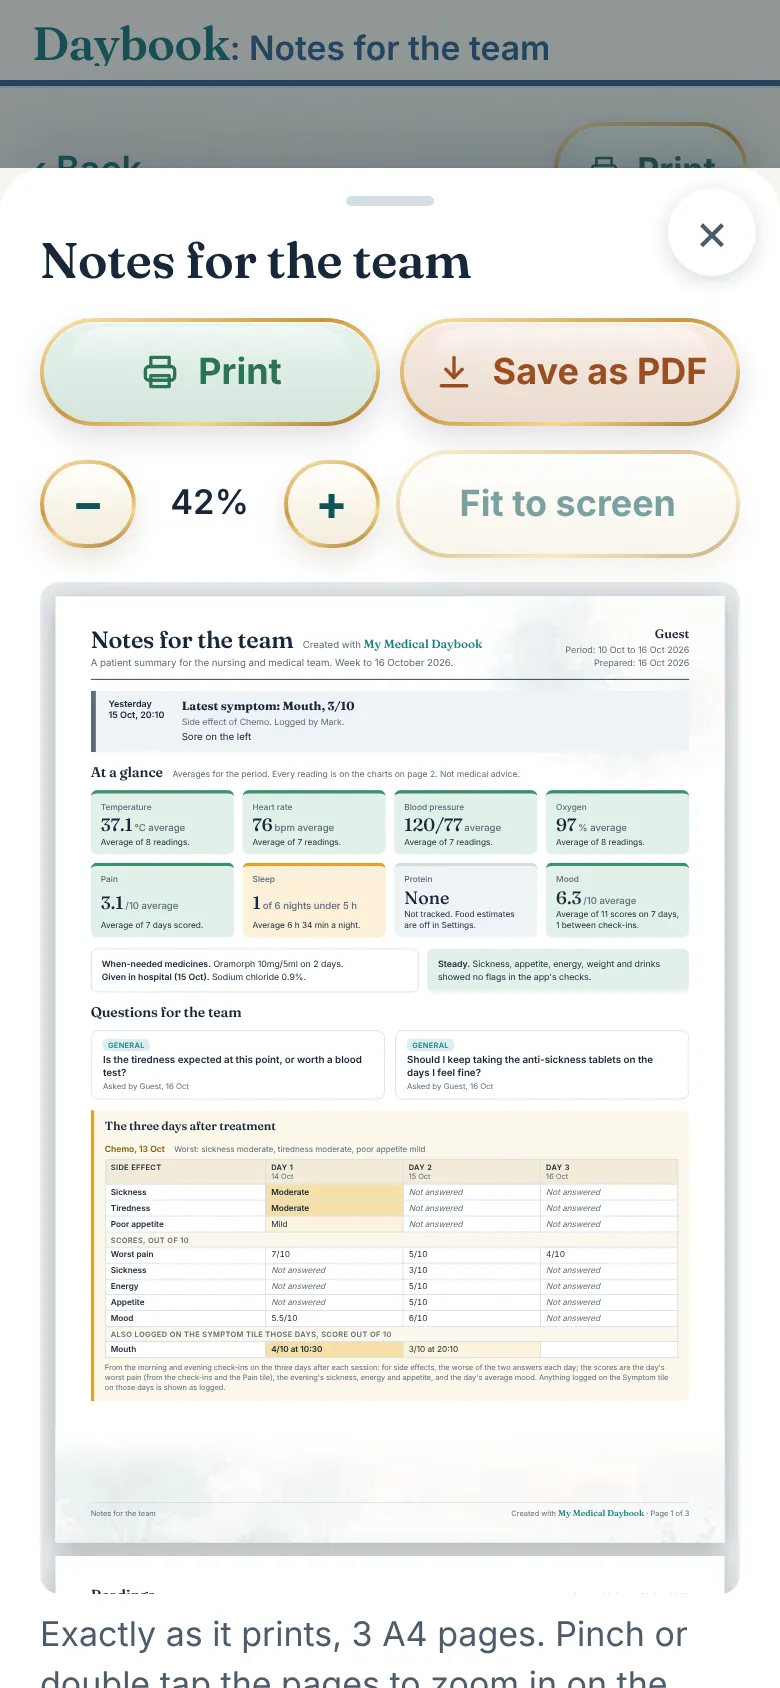 Daybook: Notes for the team
‹ Back
Print
Notes for the team
Print
Save as PDF
42%
Fit to screen
Notes for the team Created with My Medical Daybook
Guest
A patient summary for the nursing and medical team. Week to 16 October 2026.
Period: 10 Oct to 16 Oct 2026
Prepared: 16 Oct 2026
Yesterday
15 Oct, 20:10
Latest symptom: Mouth, 3/10
Side effect of Chemo. Logged by Mark.
Sore on the left
At a glance Averages for the period. Every reading is on the charts on page 2. Not medical advice.
Temperature
37.1 °C average
Average of 8 readings.
Heart rate
76 bpm average
Average of 7 readings.
Blood pressure
120/77 average
Average of 7 readings.
Oxygen
97 % average
Average of 8 readings.
Pain
3.1 /10 average
Average of 7 days scored.
Sleep
1 of 6 nights under 5 h
Average 6 h 34 min a night.
Protein
None
Not tracked. Food estimates
are off in Settings.
Mood
6.3 /10 average
Average of 11 scores on 7 days,
1 between check-ins.
When-needed medicines. Oramorph 10mg/5ml on 2 days.
Given in hospital (15 Oct). Sodium chloride 0.9%.
Steady. Sickness, appetite, energy, weight and drinks
showed no flags in the app's checks.
Questions for the team
GENERAL
Is the tiredness expected at this point, or worth a blood
test?
Asked by Guest, 16 Oct
GENERAL
Should I keep taking the anti-sickness tablets on the
days I feel fine?
Asked by Guest, 16 Oct
The three days after treatment
Chemo, 13 Oct Worst: sickness moderate, tiredness moderate, poor appetite mild
SIDE EFFECT DAY 1 DAY 2 DAY 3
14 Oct 15 Oct 16 Oct
Sickness Moderate Not answered Not answered
Tiredness Moderate Not answered Not answered
Poor appetite Mild Not answered Not answered
SCORES, OUT OF 10
Worst pain 7/10 5/10 4/10
Sickness Not answered 3/10 Not answered
Energy Not answered 5/10 Not answered
Appetite Not answered 5/10 Not answered
Mood 5.5/10 6/10 Not answered
ALSO LOGGED ON THE SYMPTOM TILE THOSE DAYS, SCORE OUT OF 10
Mouth 4/10 at 10:30 3/10 at 20:10
From the morning and evening check-ins on the three days after each session: for side effects, the worse of the two answers each day; the scores are the day's
worst pain (from the check-ins and the Pain tile), the evening's sickness, energy and appetite, and the day's average mood. Anything logged on the Symptom tile
on those days is shown as logged.
Notes for the team
Created with My Medical Daybook · Page 1 of 3
Readings
Exactly as it prints, 3 A4 pages. Pinch or
double tap the pages to zoom in on the